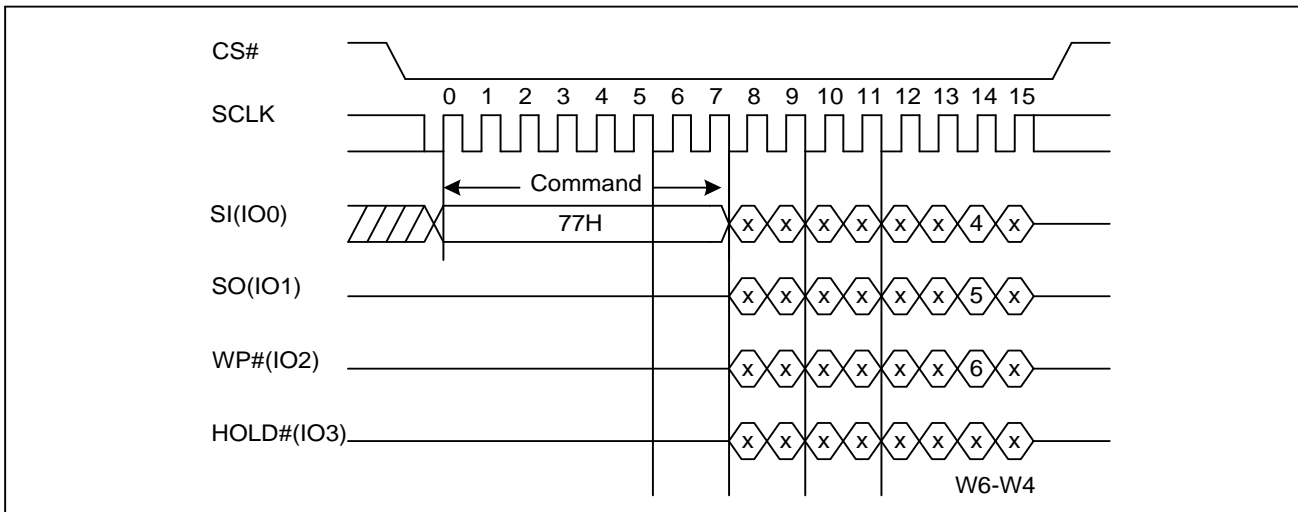 CS#
0 1 2 3 4 5 6 7 8 9 10 11 12 13 14 15
SCLK
Command
SI(IO0) 77H x x x x x x 4 x
SO(IO1) x x x x x x 5 x
WP#(IO2) x x x x x x 6 x
HOLD#(IO3) x x x x x x x x
W6-W4